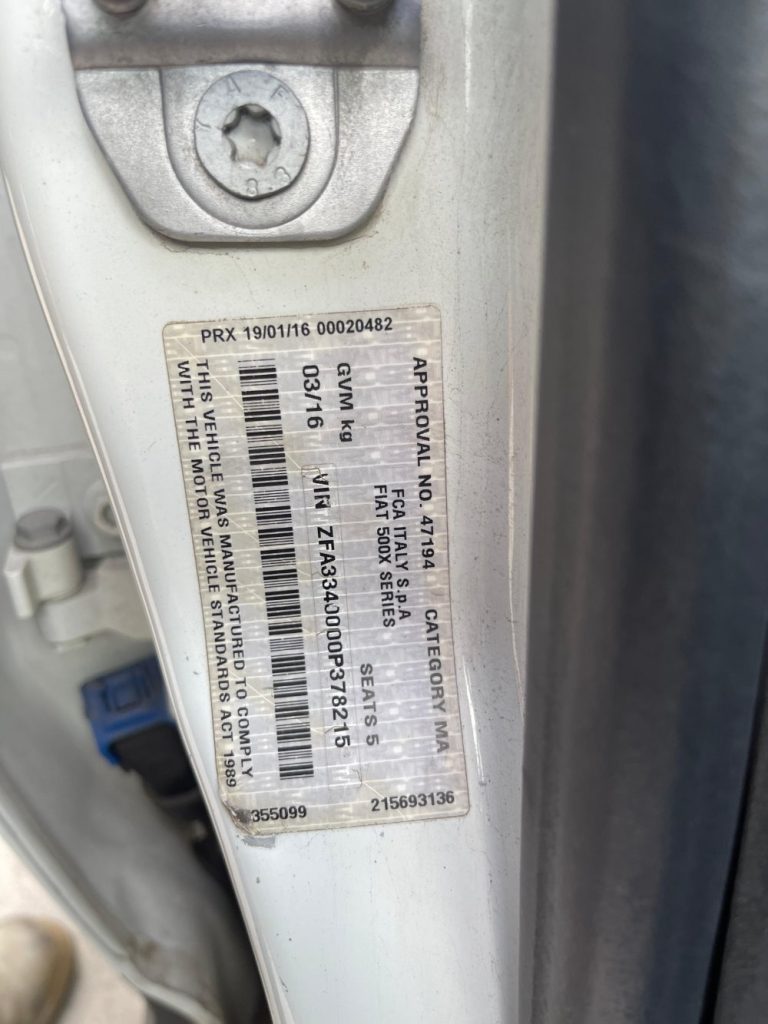 PRX 19/01/16 00020482
APPROVAL NO. 47194 CATEGORY MA
FCA ITALY S.p.A
FIAT 500X SERIES
GVM kg SEATS 5
03/16 VIN ZFA3340000P378215
THIS VEHICLE WAS MANUFACTURED TO COMPLY
WITH THE MOTOR VEHICLE STANDARDS ACT 1989
355099
215693136